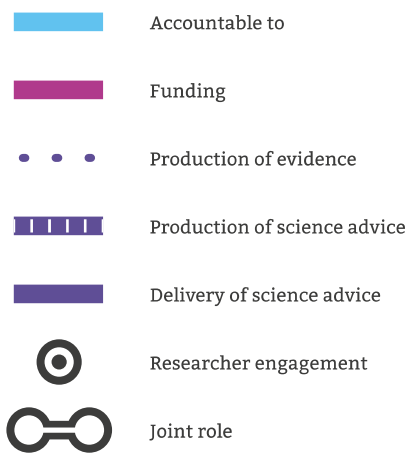 Accountable to
Funding
Production of evidence
Production of science advice
Delivery of science advice
Researcher engagement
Joint role